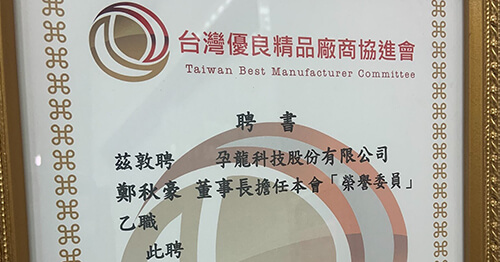 台灣優良精品廠商協進會
Taiwan Best Manufacturer Committee
聘書
茲敦聘 孕龍科技股份有限公司
鄭秋豪 董事長擔任本會「榮譽委員」
乙職
此聘